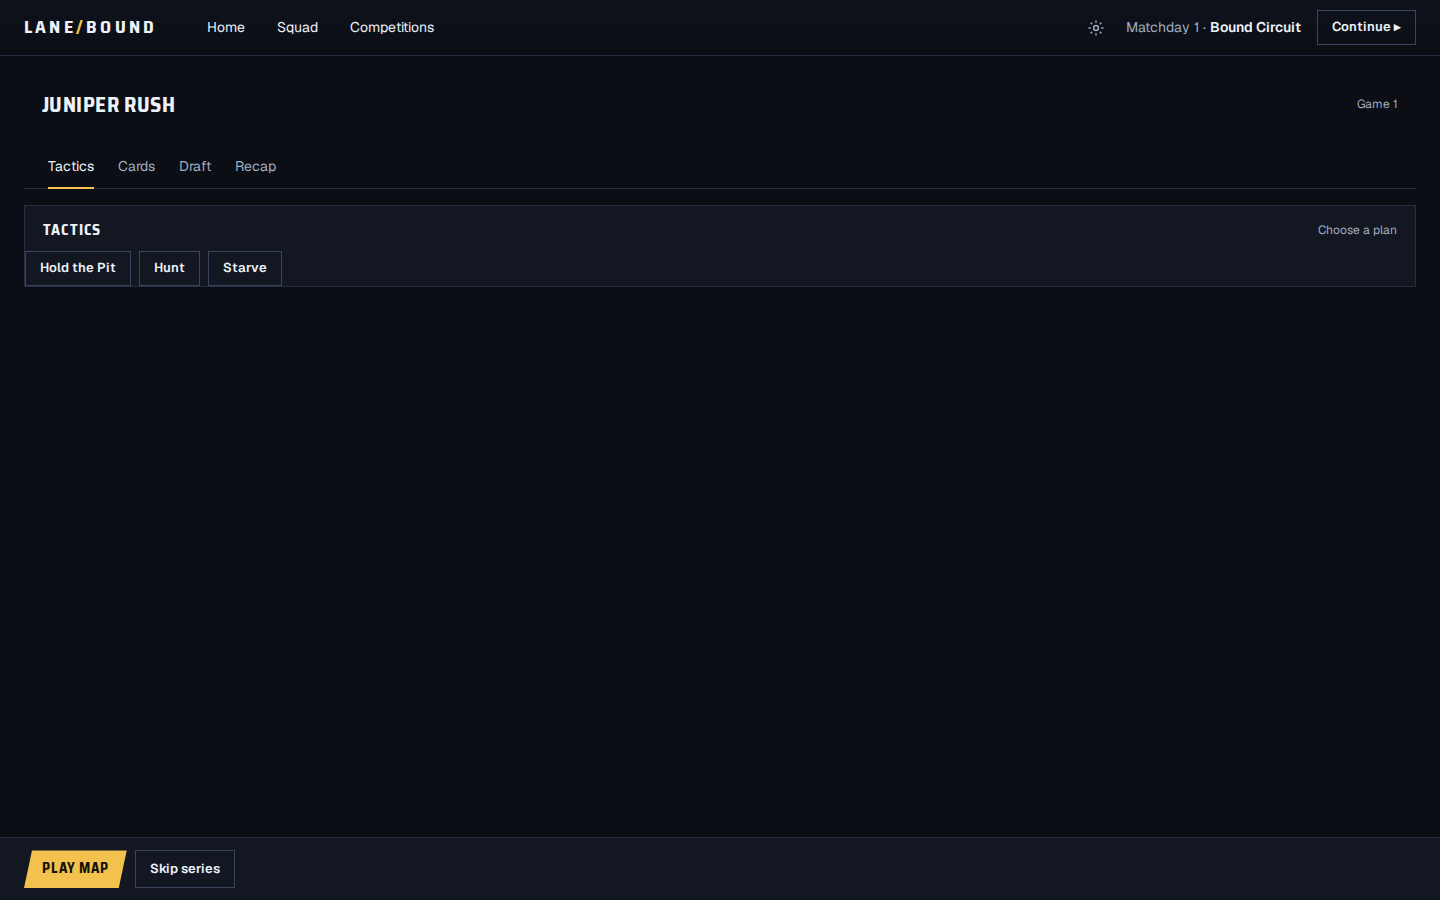 LANE/BOUND Home Squad Competitions Matchday 1 · Bound Circuit Continue ▸
JUNIPER RUSH Game 1
Tactics Cards Draft Recap
TACTICS Choose a plan
Hold the Pit Hunt Starve
PLAY MAP Skip series